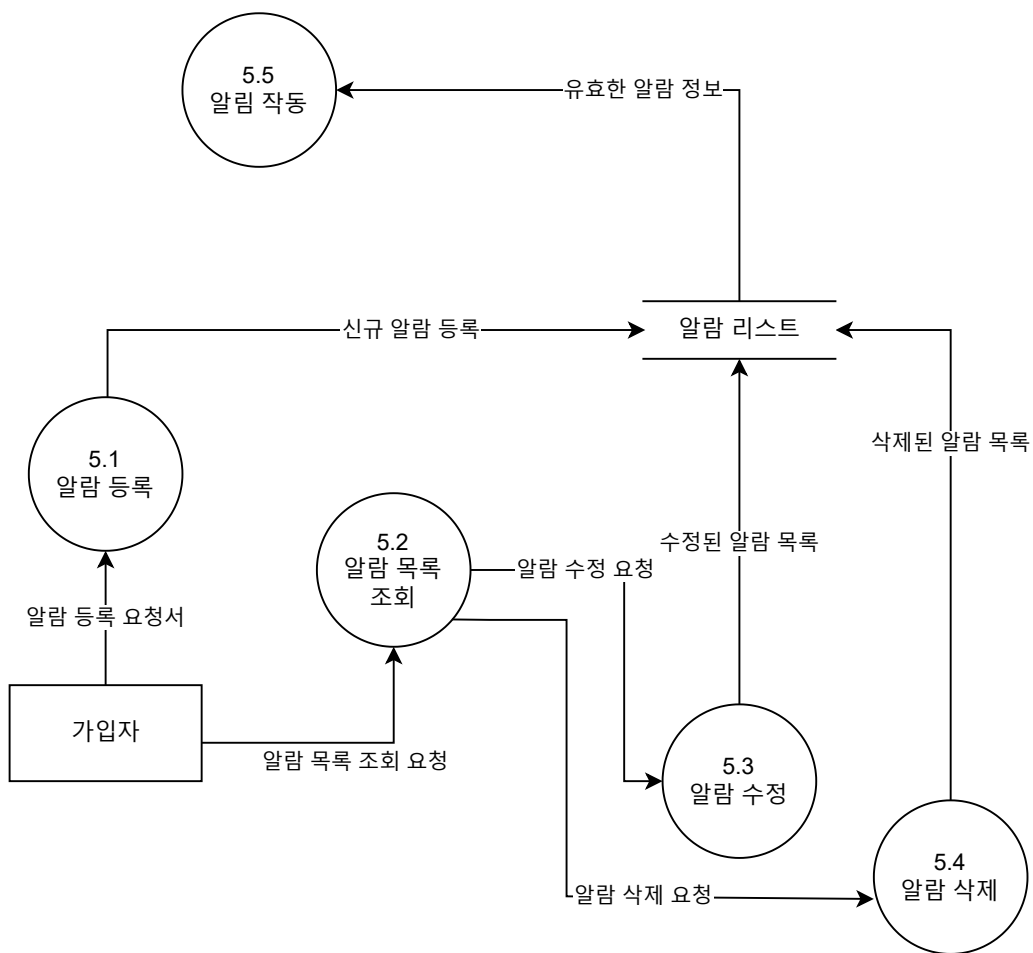 5.5
알림 작동
유효한 알람 정보
신규 알람 등록
알람 리스트
삭제된 알람 목록
5.1
알람 등록
5.2
알람 목록
조회
알람 수정 요청
수정된 알람 목록
알람 등록 요청서
가입자
알람 목록 조회 요청
5.3
알람 수정
5.4
알람 삭제
알람 삭제 요청